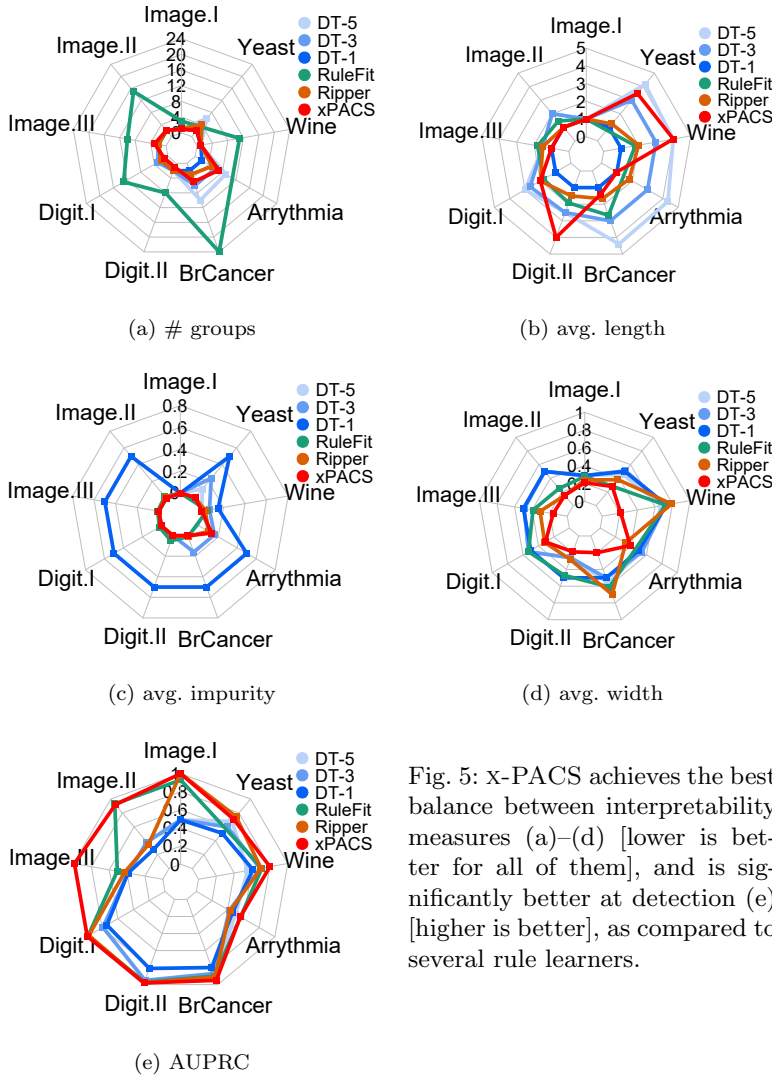 Image.I
Image.II
Yeast
Image.III
Wine
Digit.I
Arrythmia
Digit.II
BrCancer
24
20
16
12
8
4
0
DT-5
DT-3
DT-1
RuleFit
Ripper
xPACS
(a) # groups
Image.I
Image.II
Yeast
Image.III
Wine
Digit.I
Arrythmia
Digit.II
BrCancer
5
4
3
2
1
0
DT-5
DT-3
DT-1
RuleFit
Ripper
xPACS
(b) avg. length
Image.I
Image.II
Yeast
Image.III
Wine
Digit.I
Arrythmia
Digit.II
BrCancer
0.8
0.6
0.4
0.2
0
DT-5
DT-3
DT-1
RuleFit
Ripper
xPACS
(c) avg. impurity
Image.I
Image.II
Yeast
Image.III
Wine
Digit.I
Arrythmia
Digit.II
BrCancer
1
0.8
0.6
0.4
0.2
0
DT-5
DT-3
DT-1
RuleFit
Ripper
xPACS
(d) avg. width
Image.I
Image.II
Yeast
Image.III
Wine
Digit.I
Arrythmia
Digit.II
BrCancer
1
0.8
0.6
0.4
0.2
0
DT-5
DT-3
DT-1
RuleFit
Ripper
xPACS
(e) AUPRC
Fig. 5: x-PACS achieves the best
balance between interpretability
measures (a)–(d) [lower is bet-
ter for all of them], and is sig-
nificantly better at detection (e)
[higher is better], as compared to
several rule learners.